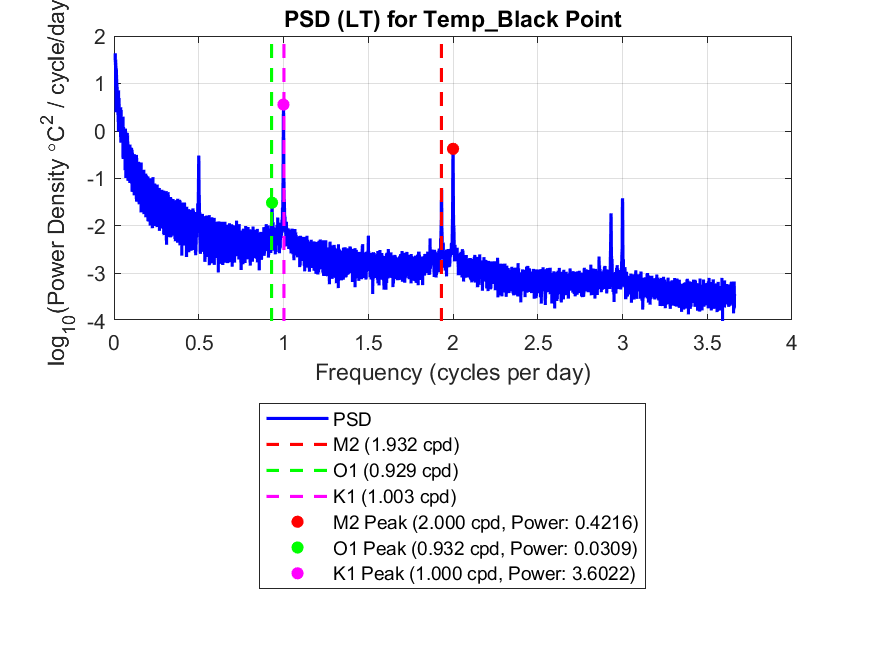 PSD (LT) for Temp_Black Point
log10(Power Density °C^2 / cycle/day
2
1
0
-1
-2
-3
-4
0 0.5 1 1.5 2 2.5 3 3.5 4
Frequency (cycles per day)
PSD
M2 (1.932 cpd)
O1 (0.929 cpd)
K1 (1.003 cpd)
M2 Peak (2.000 cpd, Power: 0.4216)
O1 Peak (0.932 cpd, Power: 0.0309)
K1 Peak (1.000 cpd, Power: 3.6022)